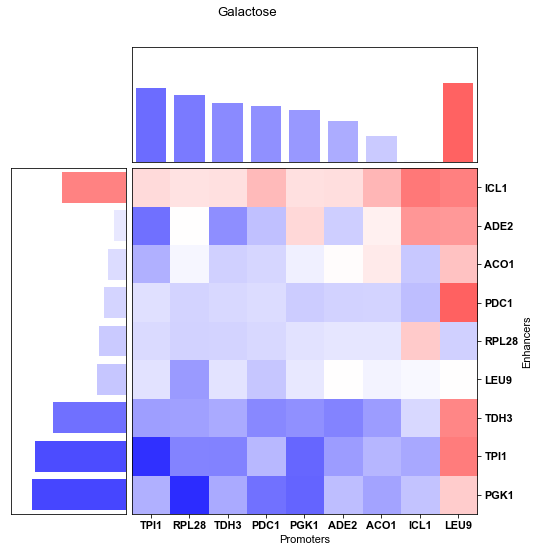 Galactose
ICL1
ADE2
ACO1
PDC1
RPL28
LEU9
TDH3
TPI1
PGK1
Enhancers
TPI1 RPL28 TDH3 PDC1 PGK1 ADE2 ACO1 ICL1 LEU9
Promoters